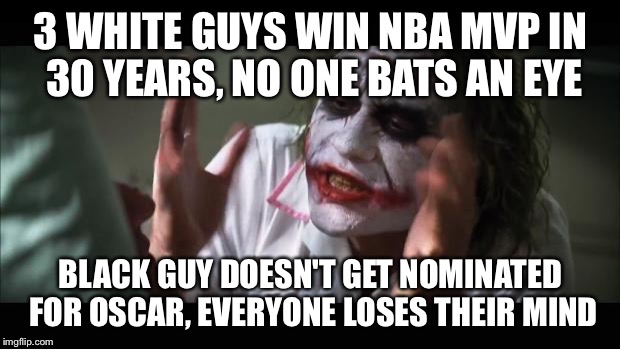 3 WHITE GUYS WIN NBA MVP IN
30 YEARS, NO ONE BATS AN EYE
BLACK GUY DOESN'T GET NOMINATED
FOR OSCAR, EVERYONE LOSES THEIR MIND
imgflip.com